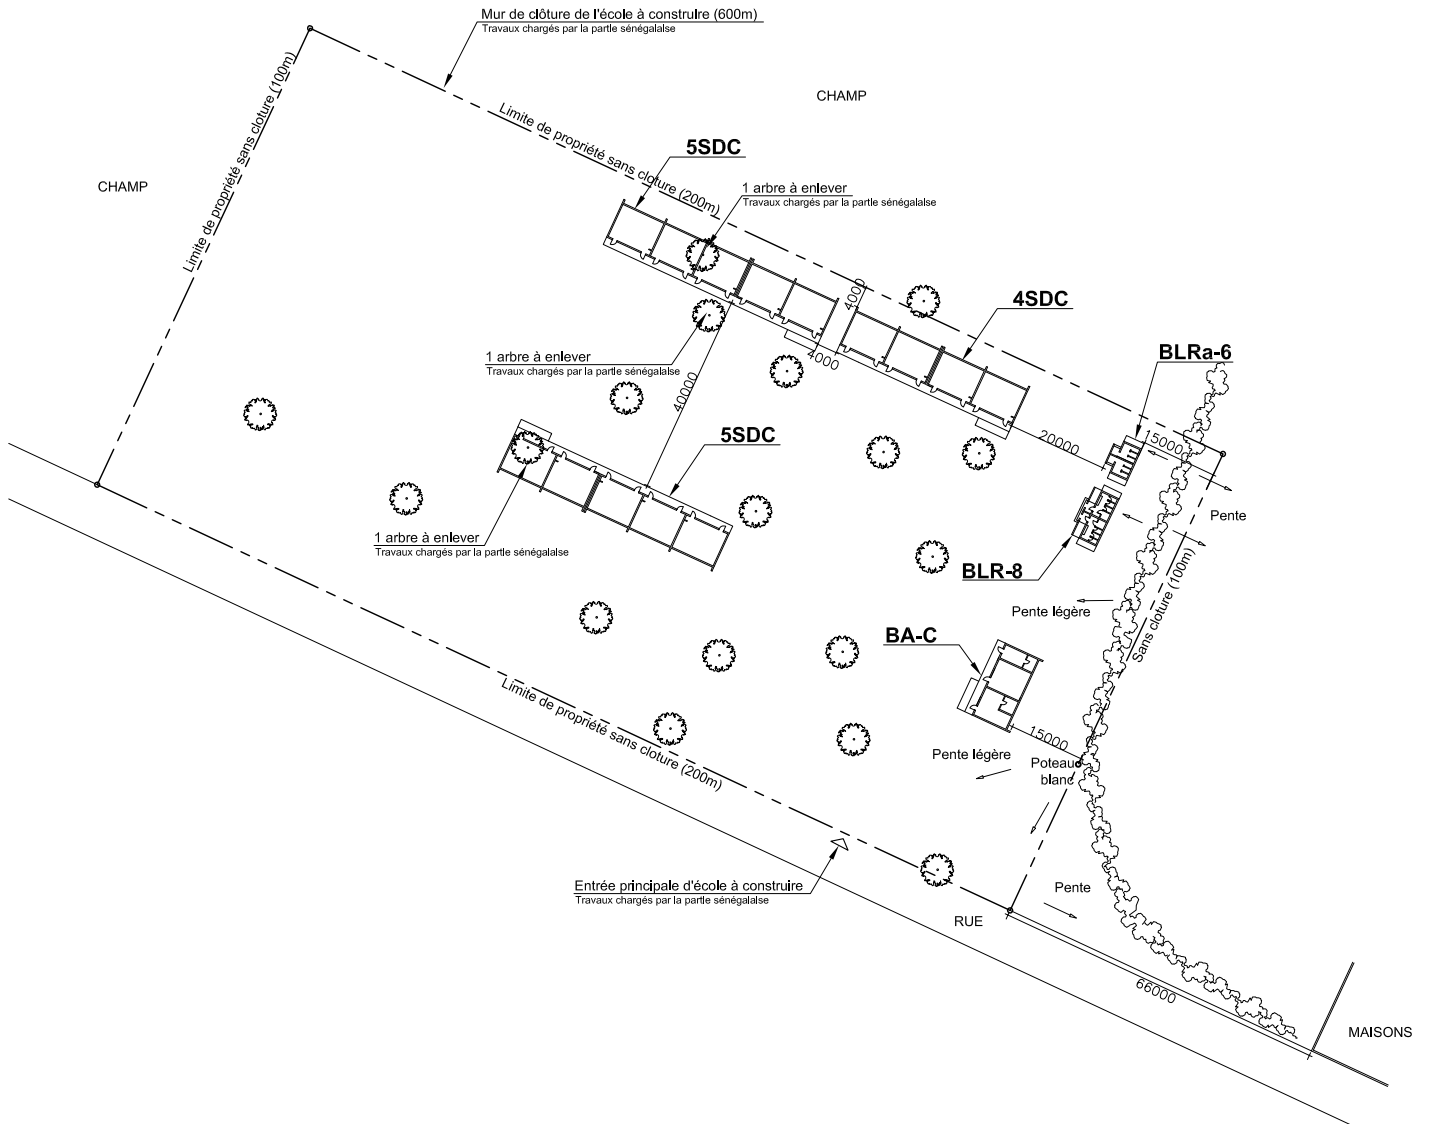 Mur de clôture de l'école à construire (600m)
Travaux chargés par la partie sénégalaise
CHAMP
Limite de propriété sans cloture (100m)
Limite de propriété sans cloture (200m)
5SDC
CHAMP
1 arbre à enlever
Travaux chargés par la partie sénégalaise
4000
4SDC
BLRa-6
1 arbre à enlever
Travaux chargés par la partie sénégalaise
4000
40000
5SDC
20000
15000
Pente
1 arbre à enlever
Travaux chargés par la partie sénégalaise
BLR-8
Pente légère
Sans cloture (100m)
BA-C
Limite de propriété sans cloture (200m)
15000
Pente légère
Poteau
blanc
Entrée principale d'école à construire
Travaux chargés par la partie sénégalaise
Pente
RUE
66000
MAISONS